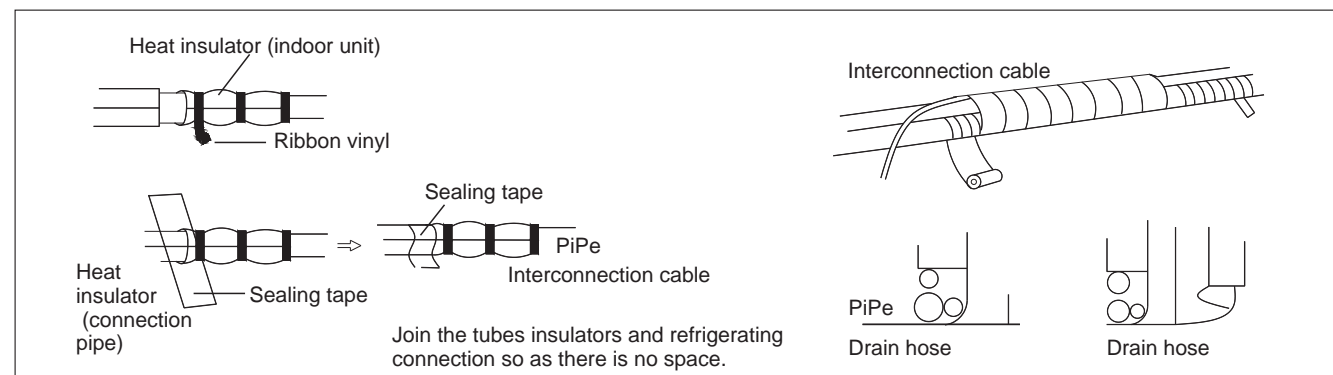 Heat insulator (indoor unit)
Ribbon vinyl
Sealing tape
PiPe
Interconnection cable
Heat
insulator
(connection
pipe)
Sealing tape
Join the tubes insulators and refrigerating
connection so as there is no space.
Interconnection cable
PiPe
Drain hose
Drain hose